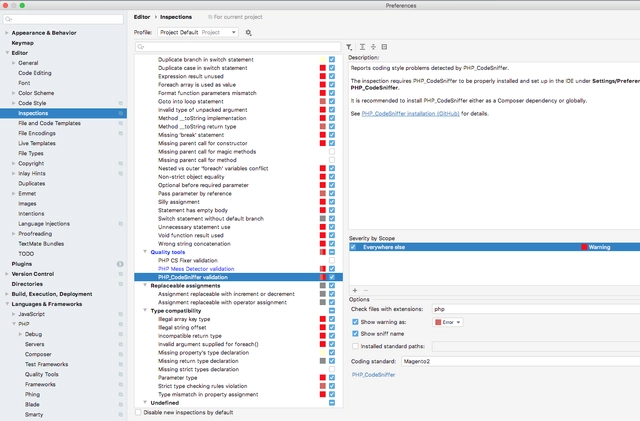 Preferences
Appearance & Behavior
Keymap
Editor
General
Code Editing
Font
Color Scheme
Code Style
Inspections
File and Code Templates
File Encodings
Live Templates
File Types
Copyright
Inlay Hints
Duplicates
Emmet
Images
Intentions
Language Injections
Proofreading
TextMate Bundles
TODO
Plugins
Version Control
Directories
Build, Execution, Deployment
Languages & Frameworks
JavaScript
PHP
Debug
Servers
Composer
Test Frameworks
Quality Tools
Frameworks
Phing
Blade
Smarty
Editor › Inspections For current project
Profile: Project Default Project
Duplicate branch in switch statement
Duplicate case in switch statement
Expression result unused
Foreach array is used as value
Format function parameters mismatch
Goto into loop statement
Invalid type of unpacked argument
Method __toString implementation
Method __toString return type
Missing 'break' statement
Missing parent call for constructor
Missing parent call for magic methods
Missing parent call for method
Nested vs outer 'foreach' variables conflict
Non-strict object equality
Optional before required parameter
Pass parameter by reference
Silly assignment
Statement has empty body
Switch statement without default branch
Unnecessary statement use
Void function result used
Wrong string concatenation
Quality tools
PHP CS Fixer validation
PHP Mess Detector validation
PHP_CodeSniffer validation
Replaceable assignments
Assignment replaceable with increment or decrement
Assignment replaceable with operator assignment
Type compatibility
Illegal array key type
Illegal string offset
Incompatible return type
Invalid argument supplied for foreach()
Missing property's type declaration
Missing return type declaration
Missing strict types declaration
Parameter type
Strict type checking rules violation
Type mismatch in property assignment
Undefined
Disable new inspections by default
Description:
Reports coding style problems detected by PHP_CodeSniffer.
The inspection requires PHP_CodeSniffer to be properly installed and set up in the IDE under Settings/Prefere
PHP_CodeSniffer.
It is recommended to install PHP_CodeSniffer either as a Composer dependency or globally.
See PHP_CodeSniffer installation (GitHub) for details.
Severity by Scope
Everywhere else Warning
Options
Check files with extensions: php
Show warning as: Error
Show sniff name
Installed standard paths:
Coding standard: Magento2
PHP_CodeSniffer